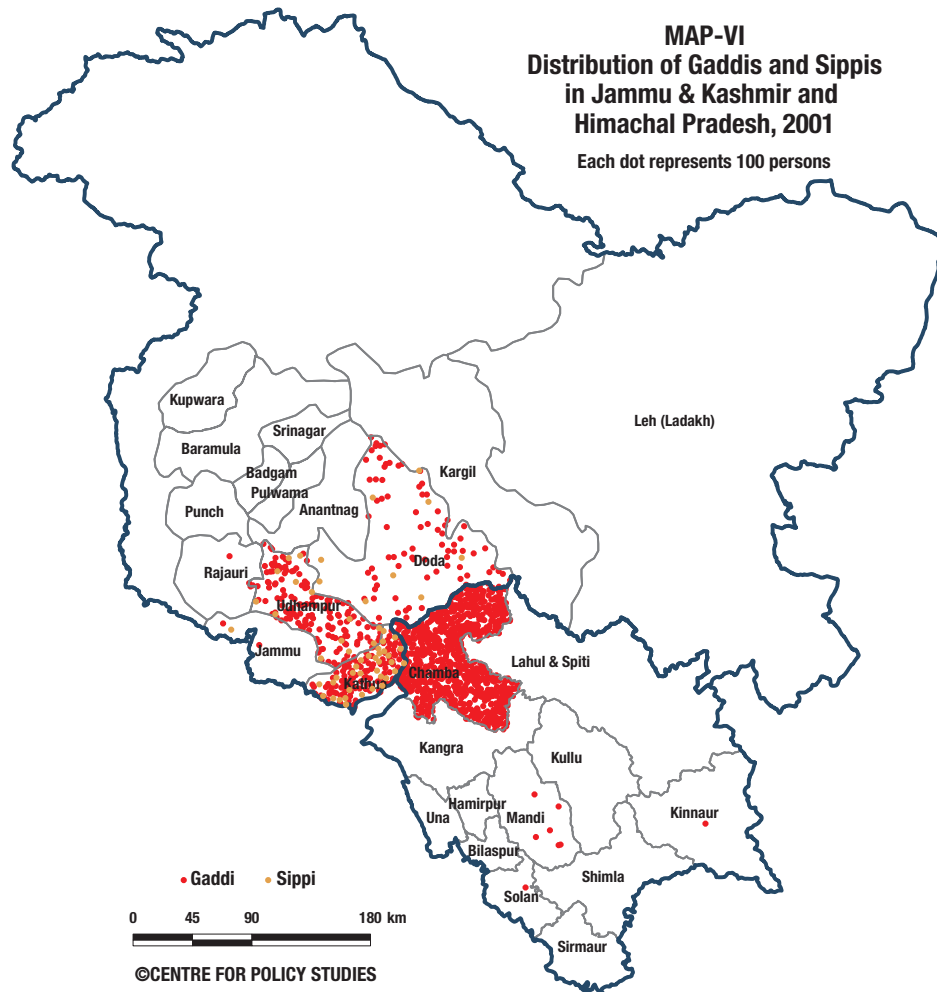 MAP-VI
Distribution of Gaddis and Sippis
in Jammu & Kashmir and
Himachal Pradesh, 2001
Each dot represents 100 persons
Kupwara
Srinagar
Leh (Ladakh)
Baramula
Badgam
Kargil
Pulwama
Punch
Anantnag
Doda
Rajauri
Udhampur
Jammu
Lahul & Spiti
Chamba
Kathua
Kangra
Kullu
Hamirpur
Una
Mandi
Kinnaur
Bilaspur
Shimla
Solan
Sirmaur
Gaddi Sippi
0 45 90 180 km
©CENTRE FOR POLICY STUDIES